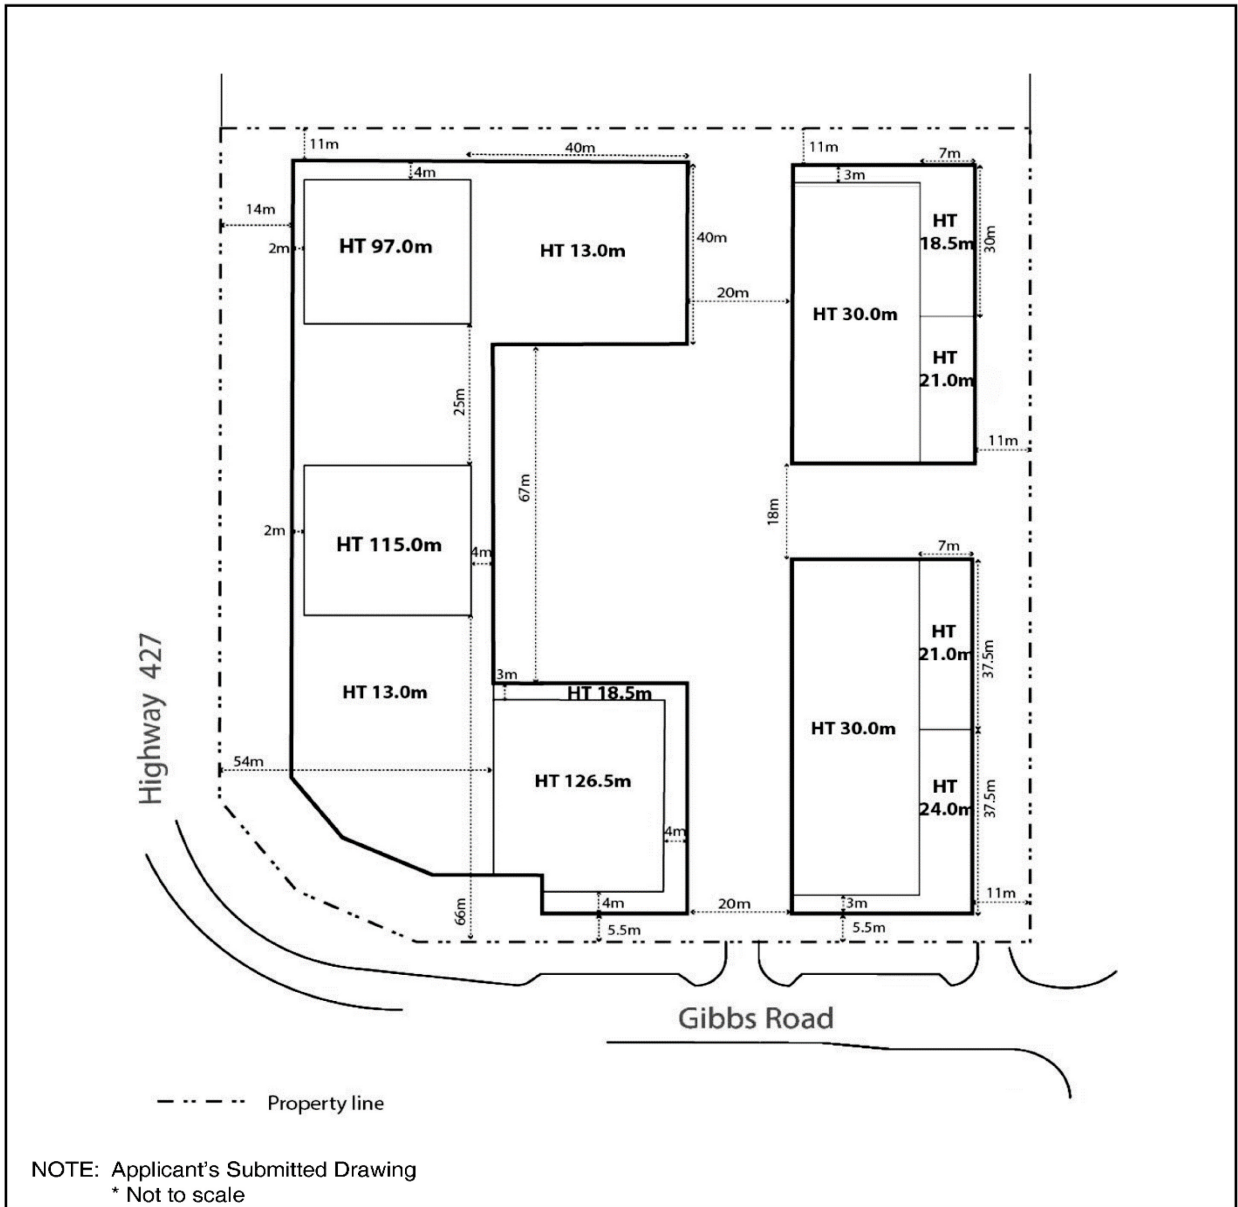 11m
40m
11m
7m
4m
3m
14m
2m
HT 97.0m
HT 13.0m
40m
HT
18.5m
30m
20m
HT 30.0m
HT
21.0m
25m
11m
67m
18m
2m
HT 115.0m
4m
7m
HT
21.0m
37.5m
Highway 427
HT 13.0m
3m
HT 18.5m
HT 30.0m
54m
HT 126.5m
HT
24.0m
37.5m
4m
66m
4m
20m
3m
11m
5.5m
5.5m
Gibbs Road
Property line
NOTE: Applicant's Submitted Drawing
* Not to scale